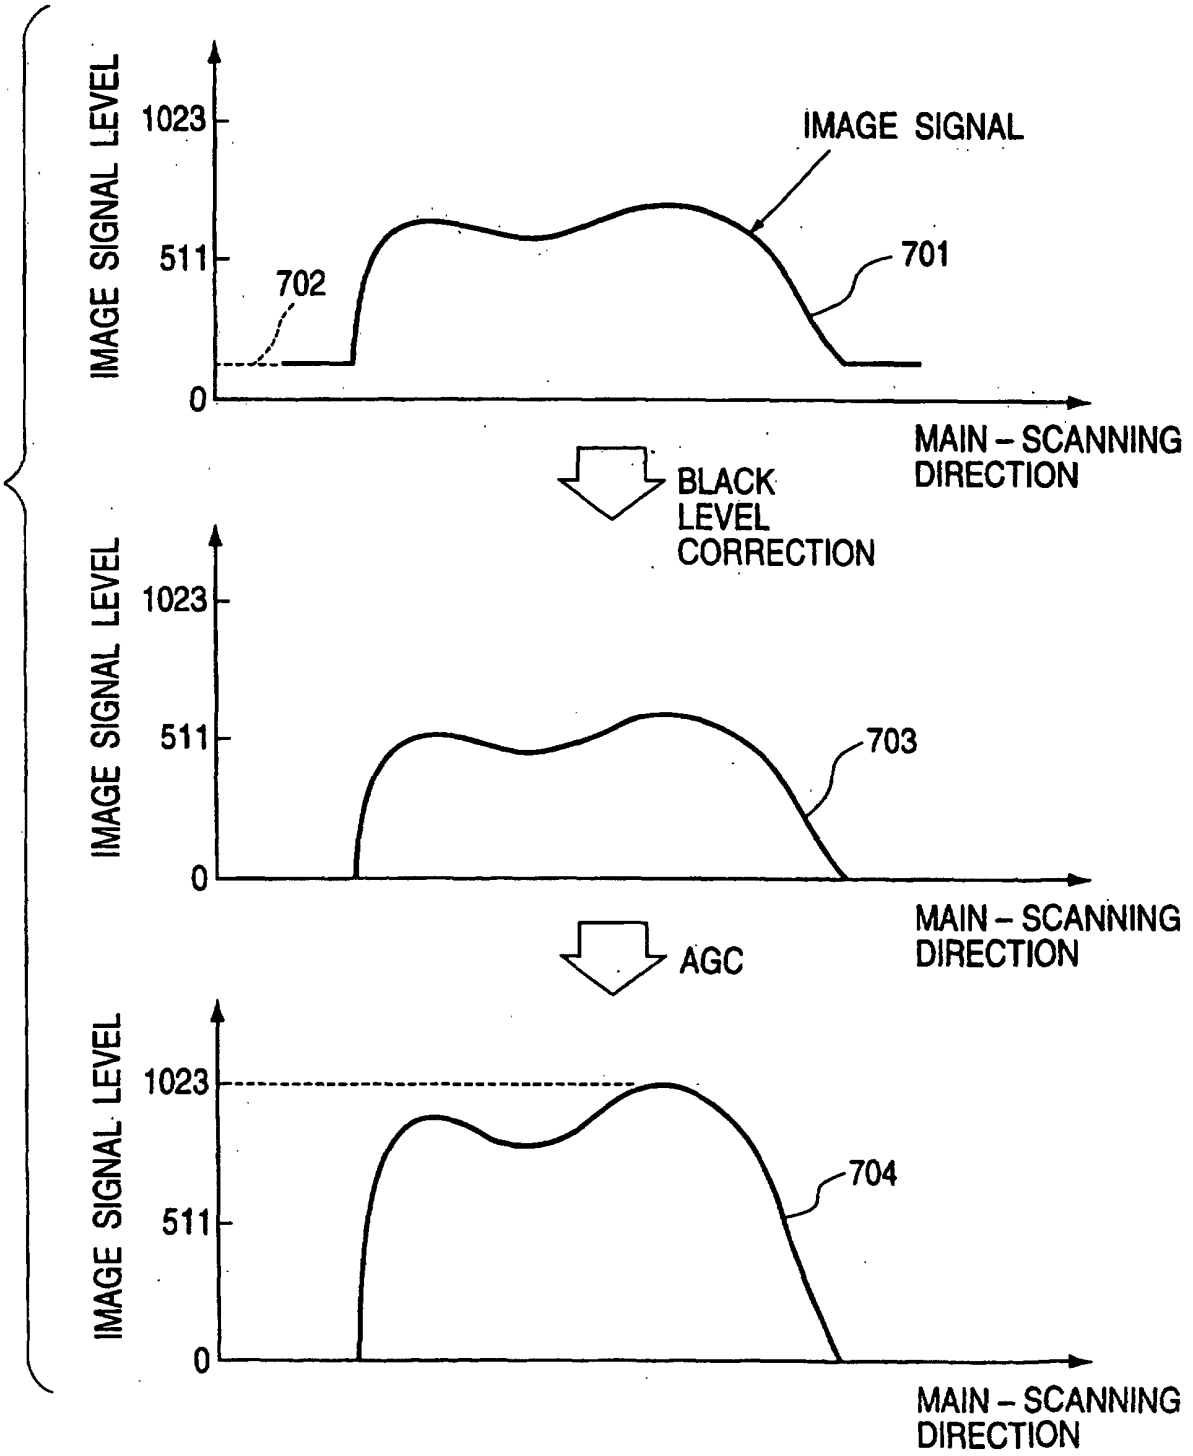 IMAGE SIGNAL LEVEL
1023
511
0
702
IMAGE SIGNAL
701
MAIN – SCANNING
DIRECTION
BLACK
LEVEL
CORRECTION
IMAGE SIGNAL LEVEL
1023
511
0
703
MAIN – SCANNING
DIRECTION
AGC
IMAGE SIGNAL LEVEL
1023
511
0
704
MAIN – SCANNING
DIRECTION